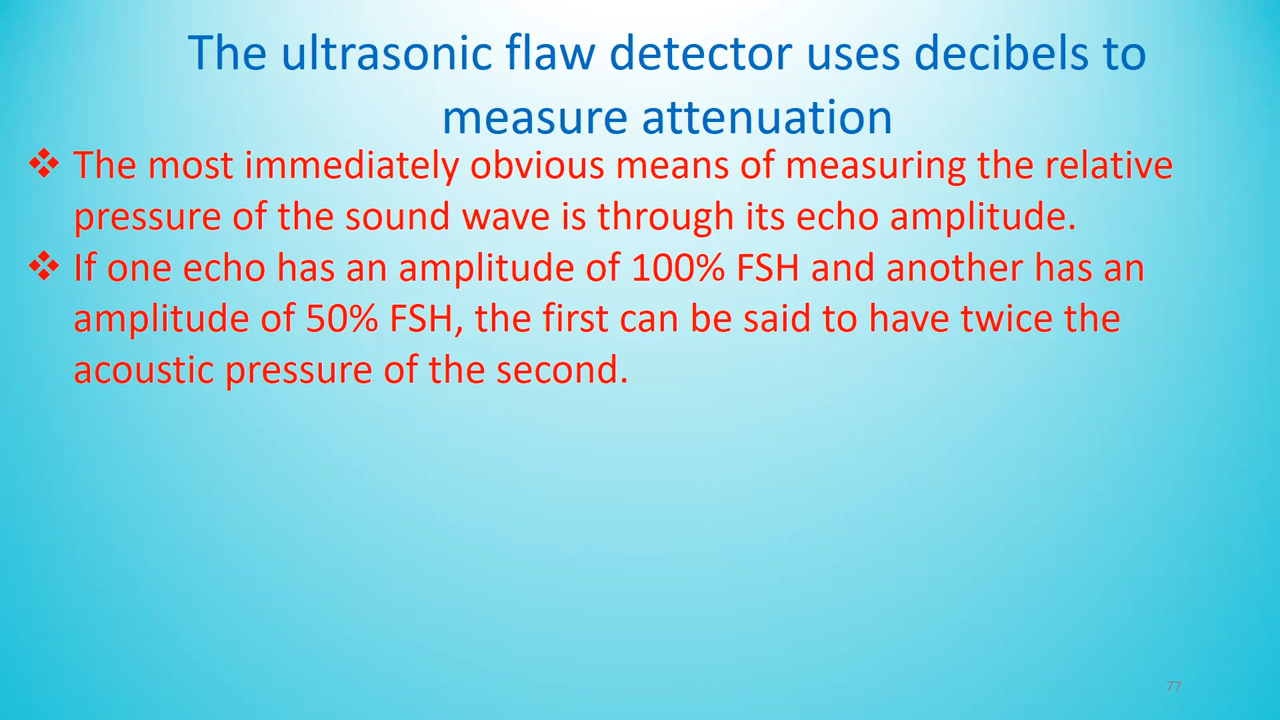 The ultrasonic flaw detector uses decibels to
measure attenuation
❖ The most immediately obvious means of measuring the relative
pressure of the sound wave is through its echo amplitude.
❖ If one echo has an amplitude of 100% FSH and another has an
amplitude of 50% FSH, the first can be said to have twice the
acoustic pressure of the second.
77